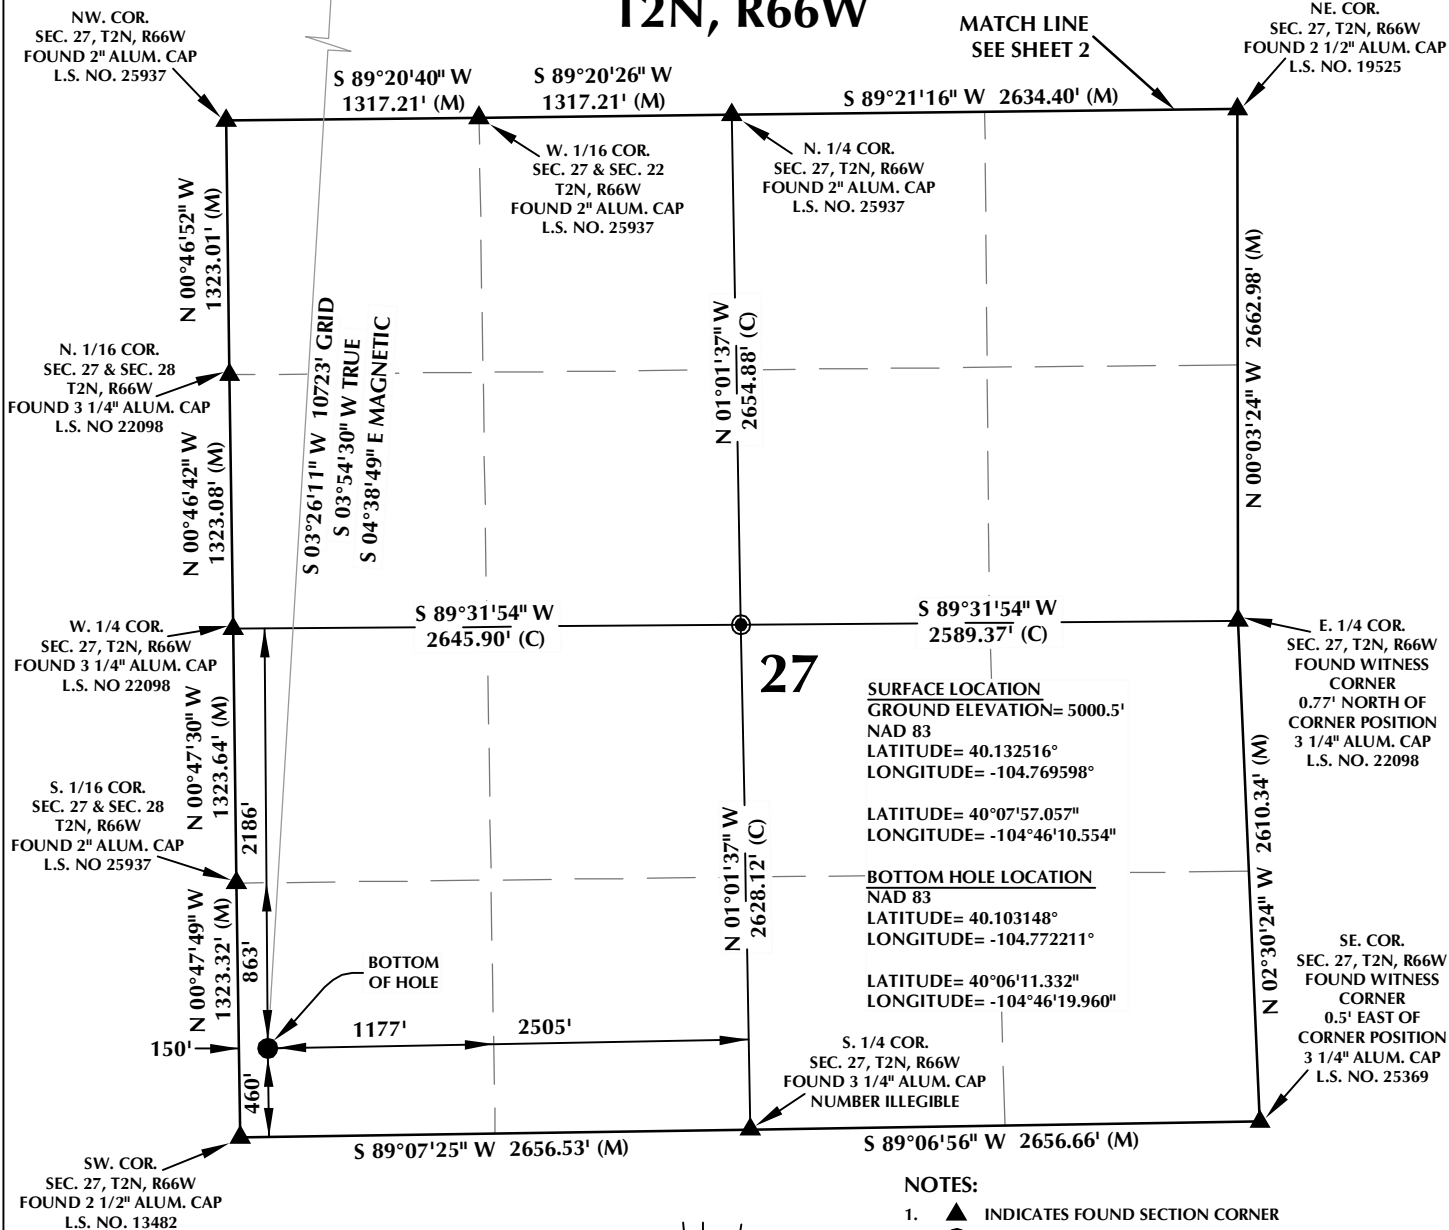 T2N, R66W
NW. COR.
SEC. 27, T2N, R66W
FOUND 2" ALUM. CAP
L.S. NO. 25937
MATCH LINE
SEE SHEET 2
NE. COR.
SEC. 27, T2N, R66W
FOUND 2 1/2" ALUM. CAP
L.S. NO. 19525
S 89°20'40" W
1317.21' (M)
S 89°20'26" W
1317.21' (M)
S 89°21'16" W 2634.40' (M)
W. 1/16 COR.
SEC. 27 & SEC. 22
T2N, R66W
FOUND 2" ALUM. CAP
L.S. NO. 25937
N. 1/4 COR.
SEC. 27, T2N, R66W
FOUND 2" ALUM. CAP
L.S. NO. 25937
N 00°46'52" W
1323.01' (M)
N. 1/16 COR.
SEC. 27 & SEC. 28
T2N, R66W
FOUND 3 1/4" ALUM. CAP
L.S. NO 22098
S 03°26'11" W 10723' GRID
S 03°54'30" W TRUE
S 04°38'49" E MAGNETIC
N 01°01'37" W
2654.88' (C)
N 00°03'24" W 2662.98' (M)
N 00°46'42" W
1323.08' (M)
W. 1/4 COR.
SEC. 27, T2N, R66W
FOUND 3 1/4" ALUM. CAP
L.S. NO 22098
S 89°31'54" W
2645.90' (C)
S 89°31'54" W
2589.37' (C)
27
E. 1/4 COR.
SEC. 27, T2N, R66W
FOUND WITNESS
CORNER
0.77' NORTH OF
CORNER POSITION
3 1/4" ALUM. CAP
L.S. NO. 22098
SURFACE LOCATION
GROUND ELEVATION= 5000.5'
NAD 83
LATITUDE= 40.132516°
LONGITUDE= -104.769598°
LATITUDE= 40°07'57.057"
LONGITUDE= -104°46'10.554"
BOTTOM HOLE LOCATION
NAD 83
LATITUDE= 40.103148°
LONGITUDE= -104.772211°
LATITUDE= 40°06'11.332"
LONGITUDE= -104°46'19.960"
N 00°47'30" W
1323.64' (M)
2186'
S. 1/16 COR.
SEC. 27 & SEC. 28
T2N, R66W
FOUND 2" ALUM. CAP
L.S. NO 25937
N 01°01'37" W
2628.12' (C)
N 02°30'24" W 2610.34' (M)
N 00°47'49" W
1323.32' (M)
863'
BOTTOM
OF HOLE
1177'
2505'
150'
460'
S. 1/4 COR.
SEC. 27, T2N, R66W
FOUND 3 1/4" ALUM. CAP
NUMBER ILLEGIBLE
SE. COR.
SEC. 27, T2N, R66W
FOUND WITNESS
CORNER
0.5' EAST OF
CORNER POSITION
3 1/4" ALUM. CAP
L.S. NO. 25369
S 89°07'25" W 2656.53' (M)
S 89°06'56" W 2656.66' (M)
SW. COR.
SEC. 27, T2N, R66W
FOUND 2 1/2" ALUM. CAP
L.S. NO. 13482
NOTES:
1. INDICATES FOUND SECTION CORNER